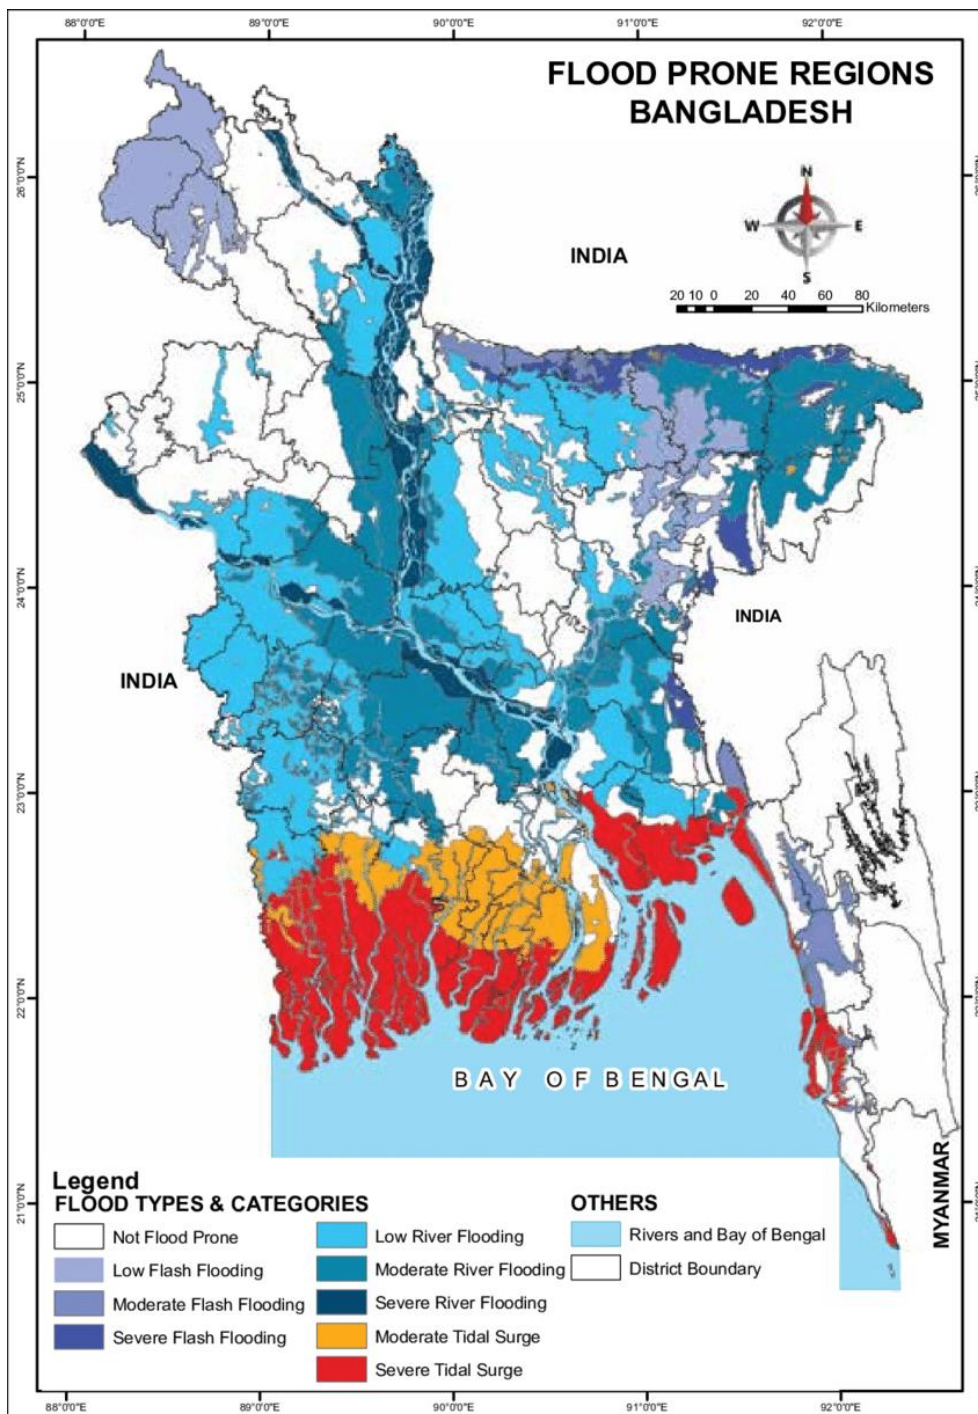 88°0'0"E 89°0'0"E 90°0'0"E 91°0'0"E 92°0'0"E
FLOOD PRONE REGIONS
BANGLADESH
26°0'0"N
N
W E
S
INDIA
20 10 0 20 40 60 80
Kilometers
25°0'0"N
24°0'0"N
INDIA
INDIA
23°0'0"N
22°0'0"N
BAY OF BENGAL
MYANMAR
21°0'0"N
Legend
FLOOD TYPES & CATEGORIES
Not Flood Prone
Low Flash Flooding
Moderate Flash Flooding
Severe Flash Flooding
Low River Flooding
Moderate River Flooding
Severe River Flooding
Moderate Tidal Surge
Severe Tidal Surge
OTHERS
Rivers and Bay of Bengal
District Boundary
88°0'0"E 89°0'0"E 90°0'0"E 91°0'0"E 92°0'0"E